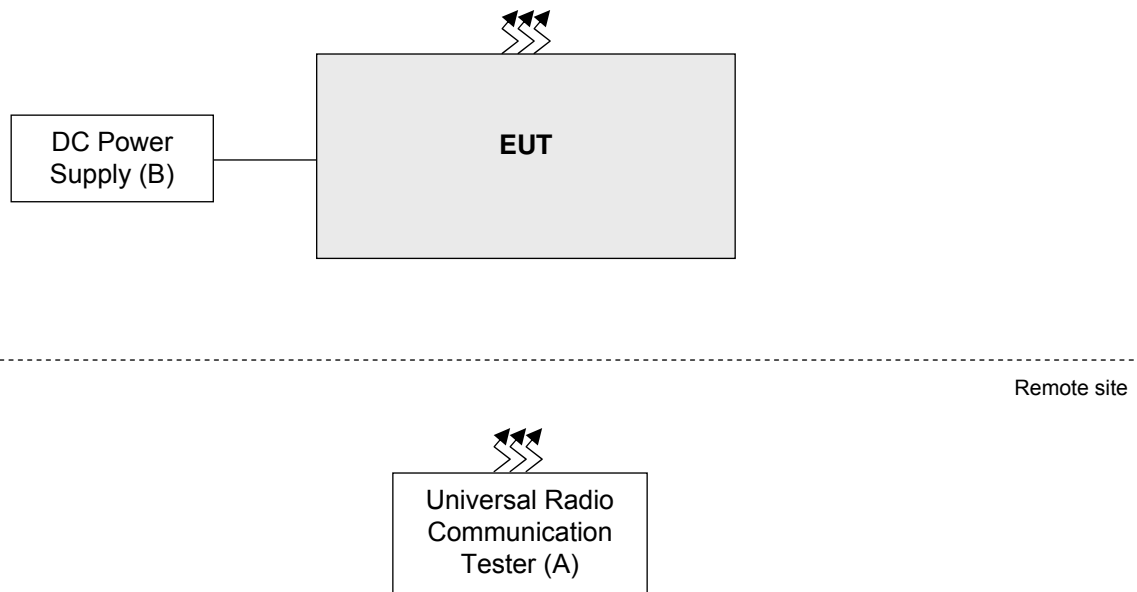 DC Power
Supply (B)
EUT
Remote site
Universal Radio
Communication
Tester (A)